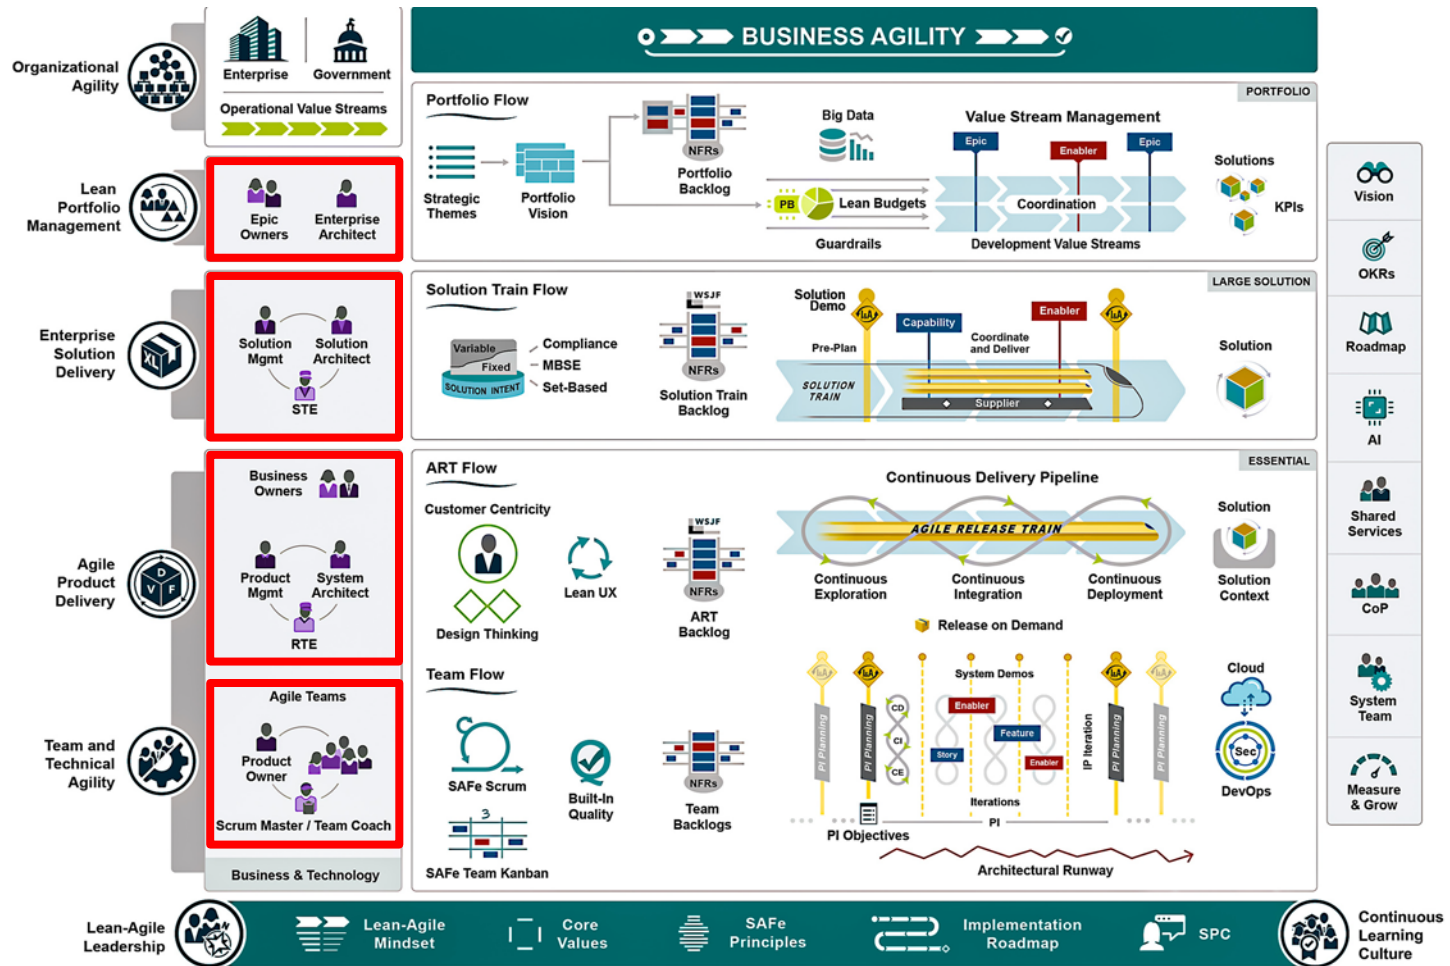 Organizational
Agility
Enterprise
Government
Operational Value Streams
BUSINESS AGILITY
Lean
Portfolio
Management
Epic
Owners
Enterprise
Architect
PORTFOLIO
Portfolio Flow
Strategic
Themes
Portfolio
Vision
NFRs
Portfolio
Backlog
Big Data
PB
Lean Budgets
Guardrails
Value Stream Management
Epic
Enabler
Epic
Coordination
Development Value Streams
Solutions
KPIs
Enterprise
Solution
Delivery
XL
Solution
Mgmt
Solution
Architect
STE
LARGE SOLUTION
Solution Train Flow
Variable
Fixed
SOLUTION INTENT
Compliance
MBSE
Set-Based
WSJF
NFRs
Solution Train
Backlog
Solution
Demo
I&A
Pre-Plan
Capability
Coordinate
and Deliver
Enabler
I&A
SOLUTION
TRAIN
Supplier
Solution
Agile
Product
Delivery
D
V
F
Business
Owners
Product
Mgmt
System
Architect
RTE
ESSENTIAL
ART Flow
Customer Centricity
Lean UX
Design Thinking
WSJF
NFRs
ART
Backlog
Continuous Delivery Pipeline
AGILE RELEASE TRAIN
Continuous
Exploration
Continuous
Integration
Continuous
Deployment
Release on Demand
Solution
Solution
Context
Team and
Technical
Agility
Agile Teams
Product
Owner
Scrum Master / Team Coach
Business & Technology
Team Flow
SAFe Scrum
Built-In
Quality
3
SAFe Team Kanban
NFRs
Team
Backlogs
I&A
I&A
System Demos
I&A
I&A
PI Planning
PI Planning
CD
CI
CE
Enabler
Story
Feature
Enabler
IP Iteration
PI Planning
PI Planning
Iterations
PI
PI Objectives
Architectural Runway
Cloud
Sec
DevOps
Vision
OKRs
Roadmap
AI
Shared
Services
CoP
System
Team
Measure
& Grow
Lean-Agile
Leadership
Lean-Agile
Mindset
Core
Values
SAFe
Principles
Implementation
Roadmap
SPC
Continuous
Learning
Culture